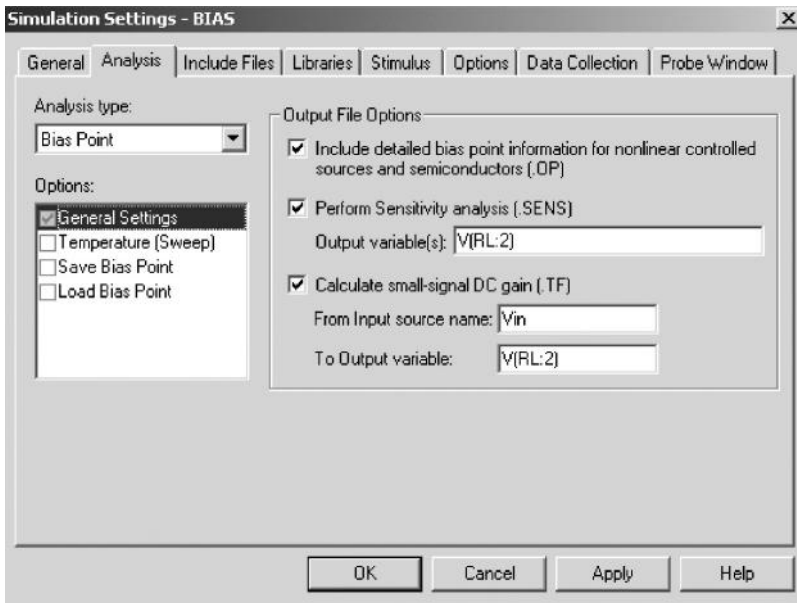 Simulation Settings - BIAS
General Analysis Include Files Libraries Stimulus Options Data Collection Probe Window
Analysis type:
Bias Point
Options:
General Settings
Temperature (Sweep)
Save Bias Point
Load Bias Point
Output File Options
Include detailed bias point information for nonlinear controlled
sources and semiconductors (.OP)
Perform Sensitivity analysis (.SENS)
Output variable(s): V(RL:2)
Calculate small-signal DC gain (.TF)
From Input source name: Vin
To Output variable: V(RL:2)
OK Cancel Apply Help